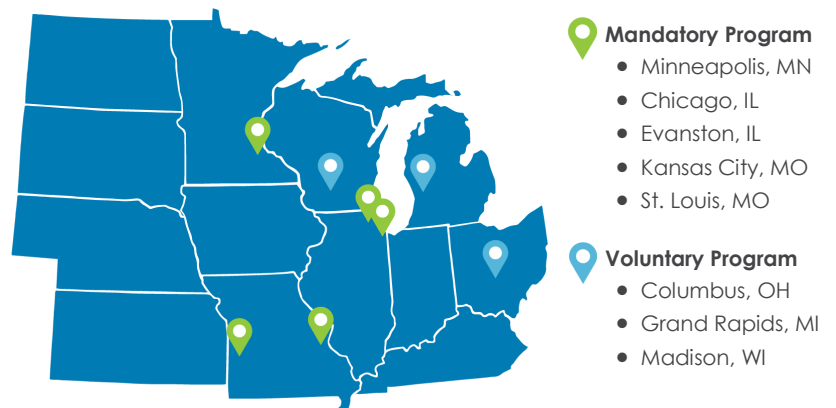 Mandatory Program
• Minneapolis, MN
• Chicago, IL
• Evanston, IL
• Kansas City, MO
• St. Louis, MO
Voluntary Program
• Columbus, OH
• Grand Rapids, MI
• Madison, WI